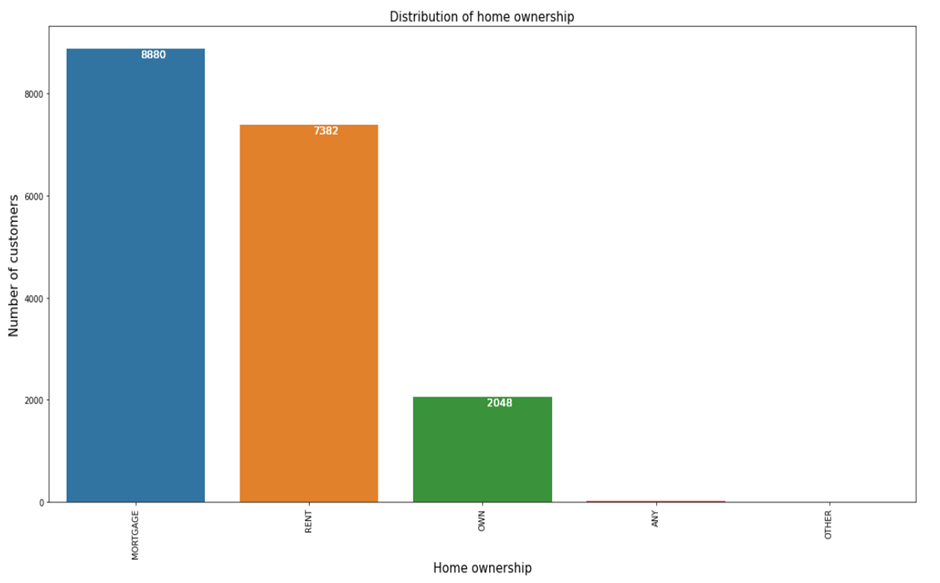 Distribution of home ownership
8880
7382
2048
8000
6000
4000
2000
0
Number of customers
MORTGAGE
RENT
OWN
ANY
OTHER
Home ownership